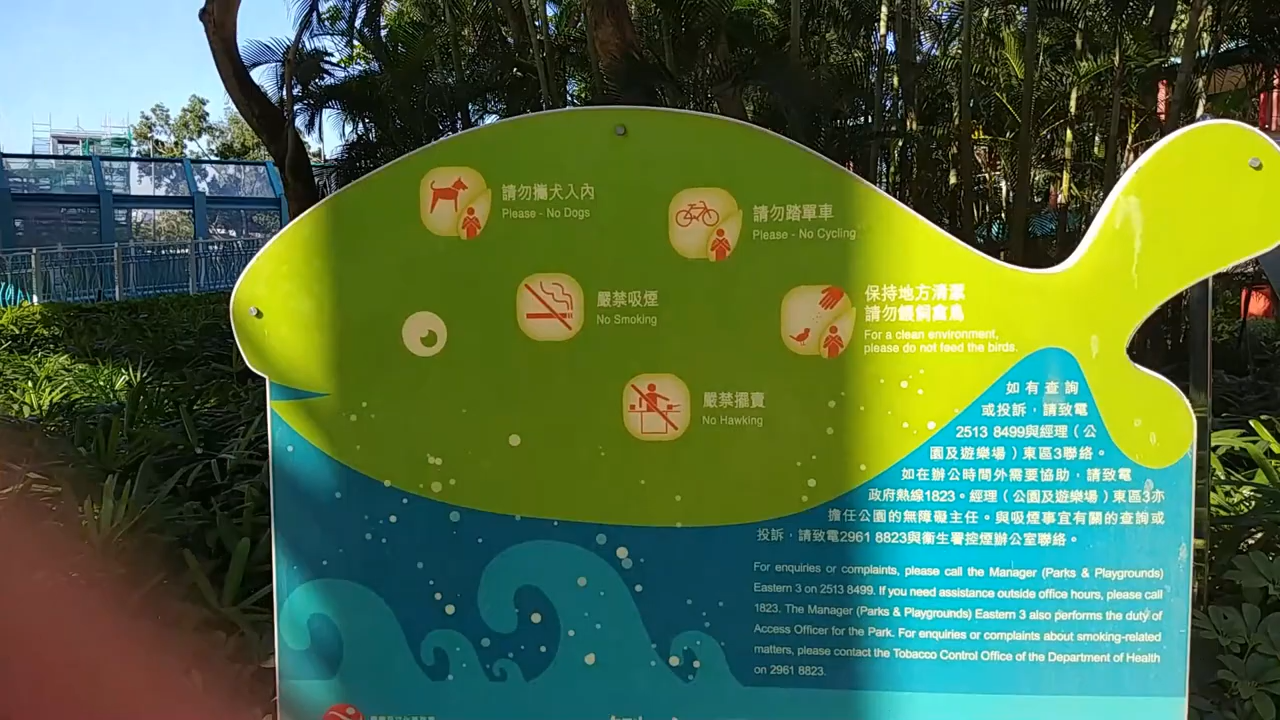 請勿攜犬入內
Please - No Dogs
請勿踏單車
Please - No Cycling
嚴禁吸煙
No Smoking
保持地方清潔
請勿餵飼禽鳥
For a clean environment,
please do not feed the birds.
嚴禁擺賣
No Hawking
如有查詢
或投訴，請致電
2513 8499與經理（公
園及遊樂場）東區3聯絡。
如在辦公時間外需要協助，請致電
政府熱線1823。經理（公園及遊樂場）東區3亦
擔任公園的無障礙主任。與吸煙事宜有關的查詢或
投訴，請致電2961 8823與衞生署控煙辦公室聯絡。
For enquiries or complaints, please call the Manager (Parks & Playgrounds)
Eastern 3 on 2513 8499. If you need assistance outside office hours, please call
1823. The Manager (Parks & Playgrounds) Eastern 3 also performs the duty of
Access Officer for the Park. For enquiries or complaints about smoking-related
matters, please contact the Tobacco Control Office of the Department of Health
on 2961 8823.